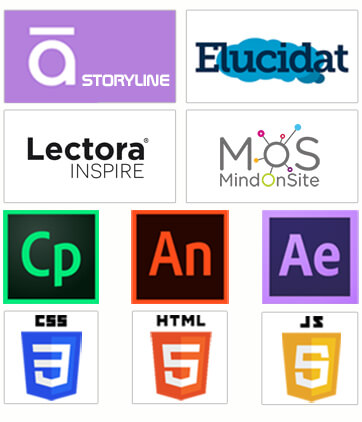 ā STORYLINE
Elucidat
Lectora®
INSPIRE
MOS
MindOnSite
Cp An Ae
CSS HTML JS
3 5 5